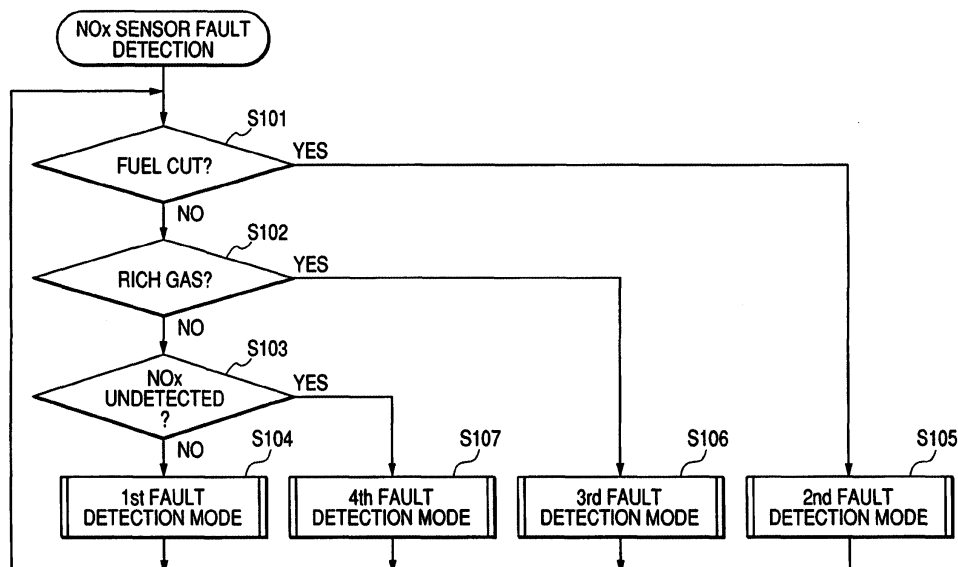 NOx SENSOR FAULT
DETECTION
S101
FUEL CUT?
YES
NO
S102
RICH GAS?
YES
NO
S103
NOx
UNDETECTED
?
YES
NO
S104
S107
S106
S105
1st FAULT
DETECTION MODE
4th FAULT
DETECTION MODE
3rd FAULT
DETECTION MODE
2nd FAULT
DETECTION MODE